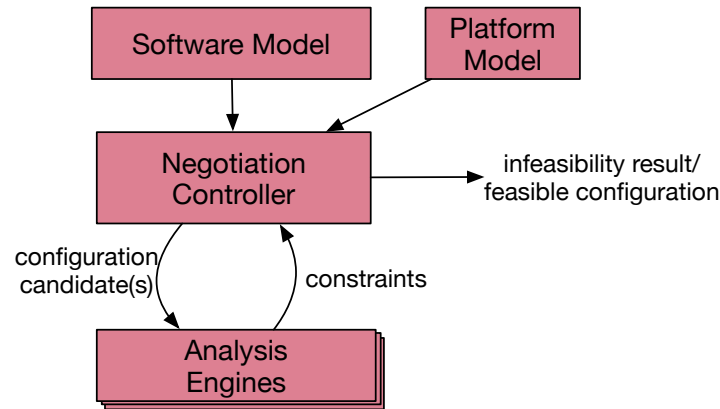 Software Model
Platform
Model
Negotiation
Controller
infeasibility result/
feasible configuration
configuration
candidate(s)
constraints
Analysis
Engines